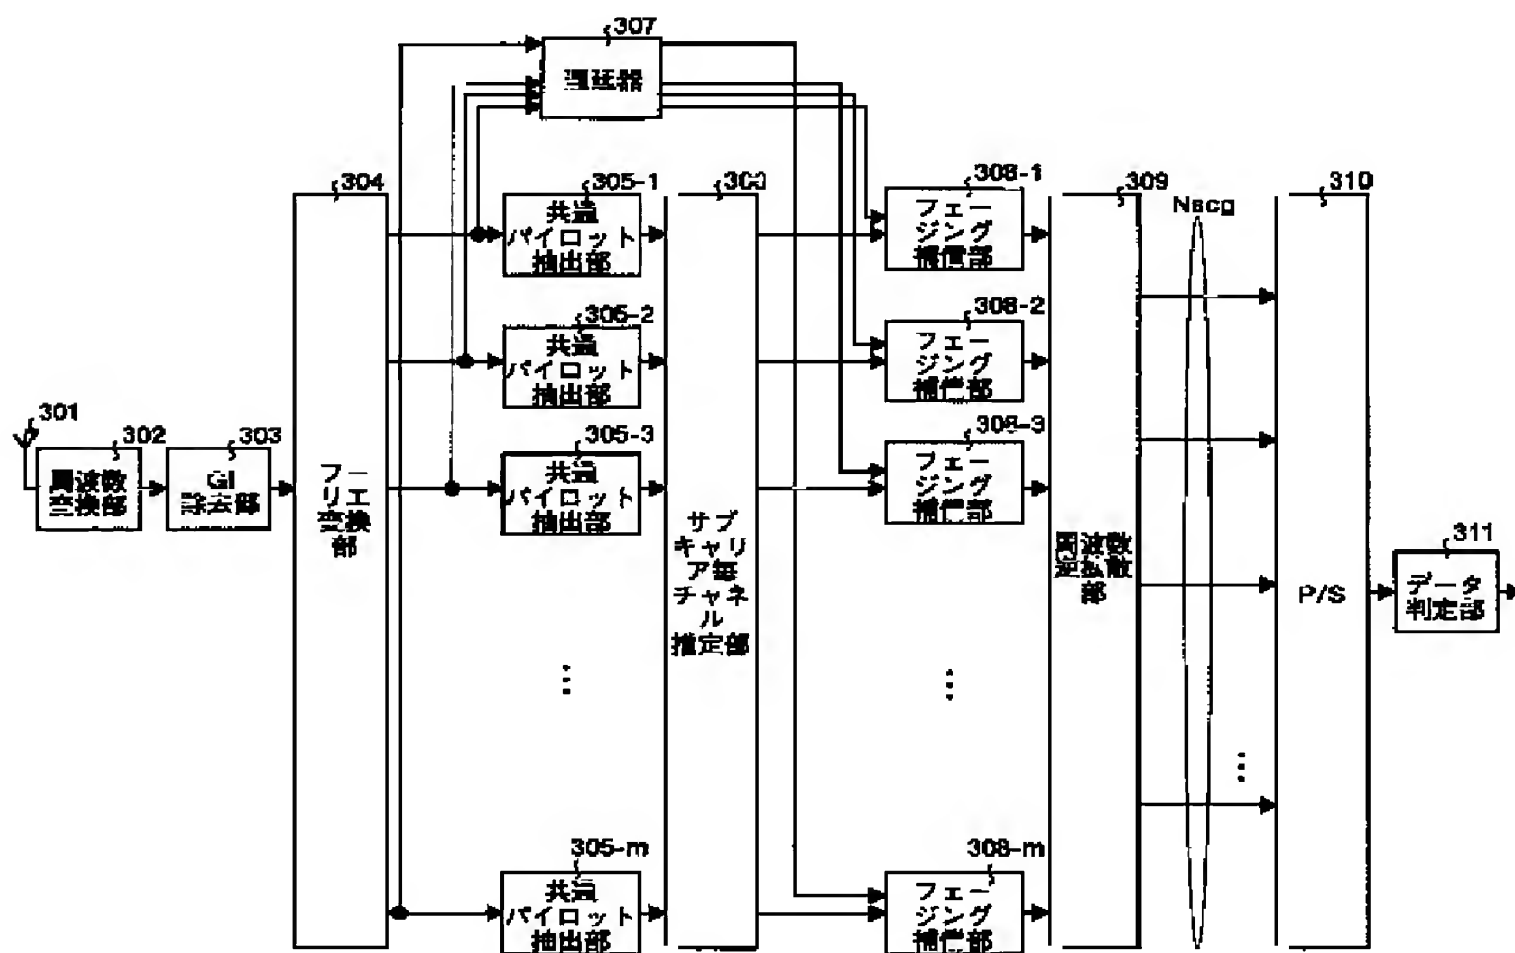 307
遅延器
304
305-1
300
308-1
309
310
共通
パイロット
抽出部
フェー
ジング
補償部
Nscg
305-2
308-2
共通
パイロット
抽出部
フェー
ジング
補償部
301
302
303
305-3
308-3
周波数
変換部
GI
除去部
フー
リエ
変換
部
共通
パイロット
抽出部
サブ
キャリ
ア毎
チャネ
ル
推定部
フェー
ジング
補償部
周波数
逆拡散
部
P/S
311
データ
判定部
...
...
...
305-m
308-m
共通
パイロット
抽出部
フェー
ジング
補償部